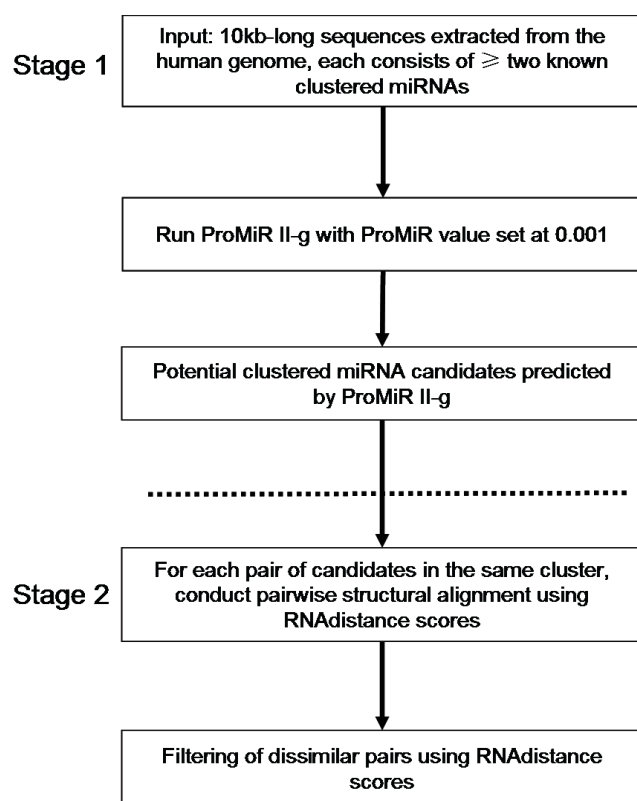 Stage 1
Input: 10kb-long sequences extracted from the
human genome, each consists of ≥ two known
clustered miRNAs
Run ProMiR II-g with ProMiR value set at 0.001
Potential clustered miRNA candidates predicted
by ProMiR II-g
Stage 2
For each pair of candidates in the same cluster,
conduct pairwise structural alignment using
RNAdistance scores
Filtering of dissimilar pairs using RNAdistance
scores